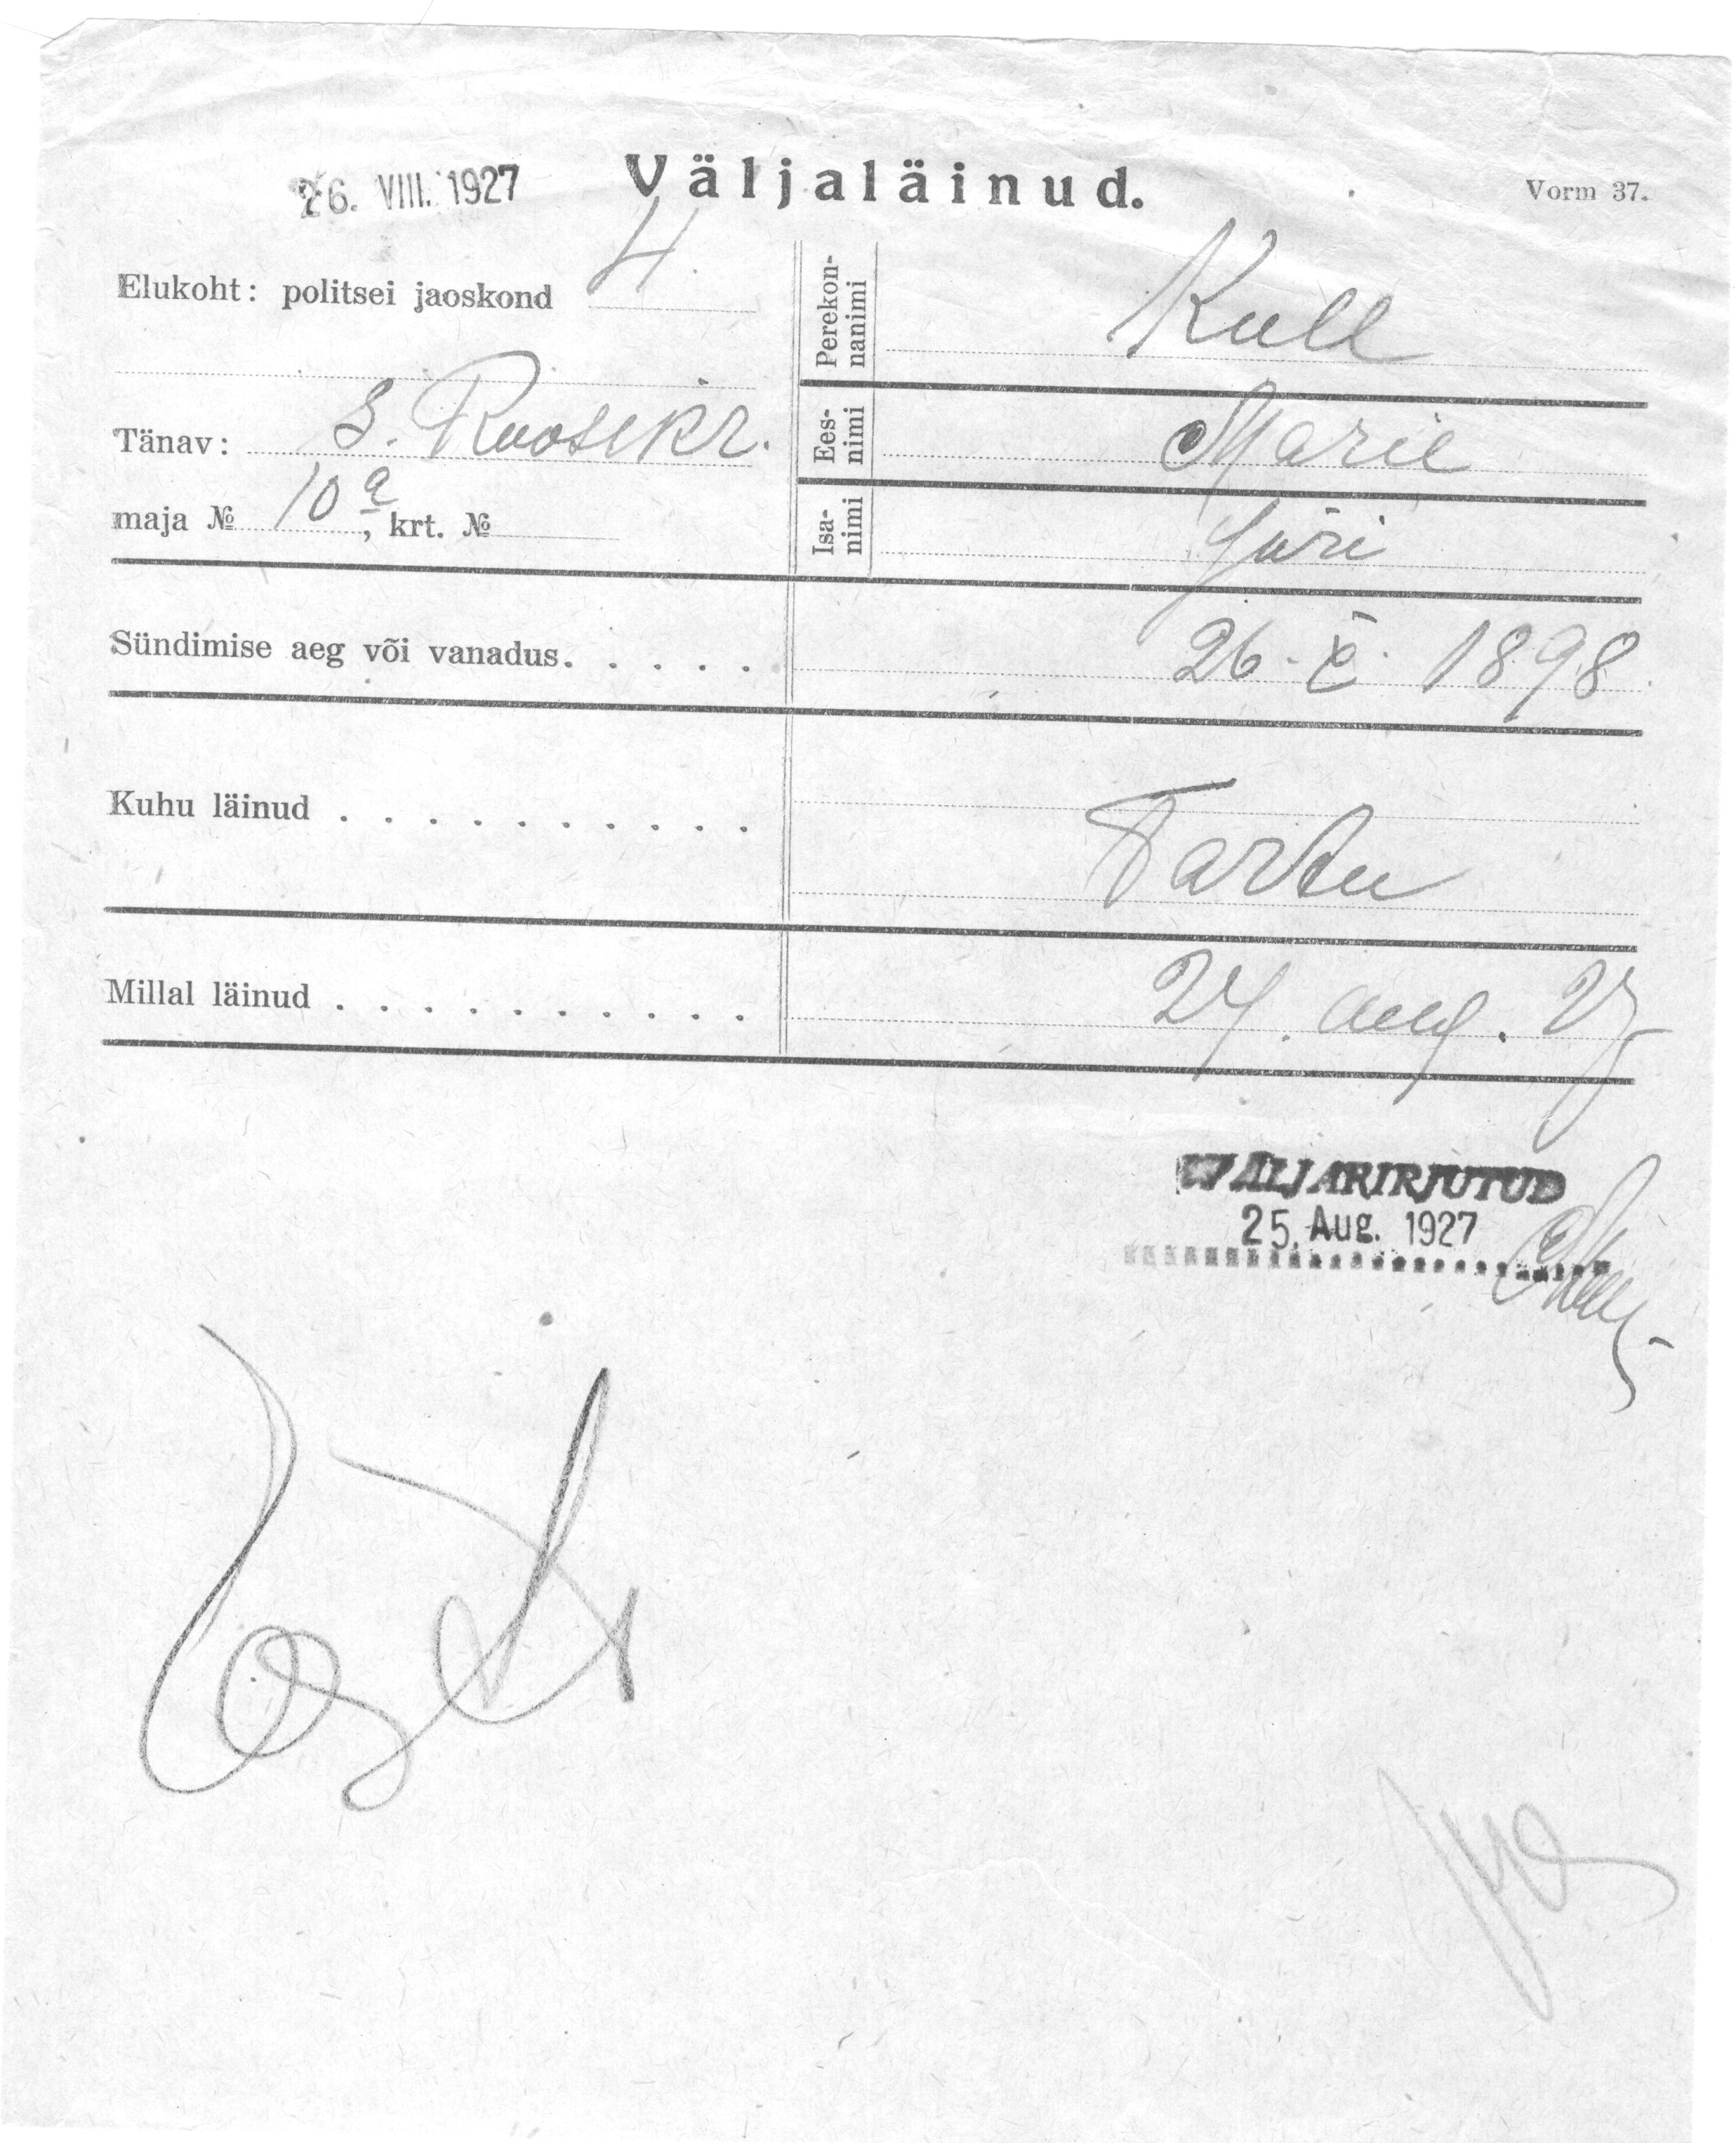 26. VIII. 1927
Väljaläinud.
Vorm 37.
Elukoht: politsei jaoskond 4.
Tänav: S. Roosikr.
maja № 10a, krt. №
Perekon-
nanimi
Kull
Ees-
nimi
Marie
Isa-
nimi
Jüri
Sündimise aeg või vanadus. . . . . 26. X. 1898
Kuhu läinud . . . . . . . . . . Tartu
Millal läinud . . . . . . . . . . 24. aug. 27
WÄLJAKIRJUTUD
25. Aug. 1927